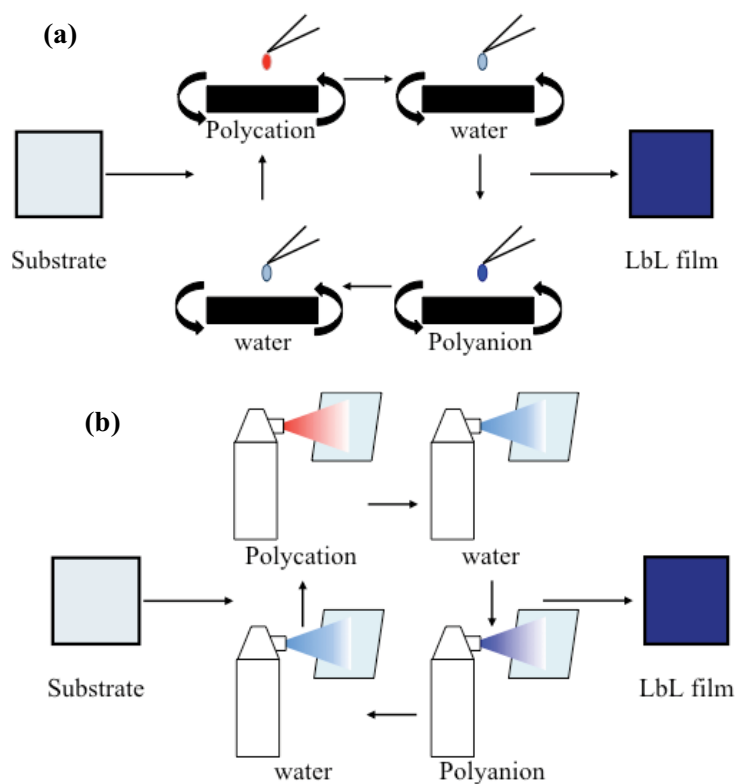 (a)
Polycation
water
Substrate
LbL film
water
Polyanion
(b)
Polycation
water
Substrate
LbL film
water
Polyanion